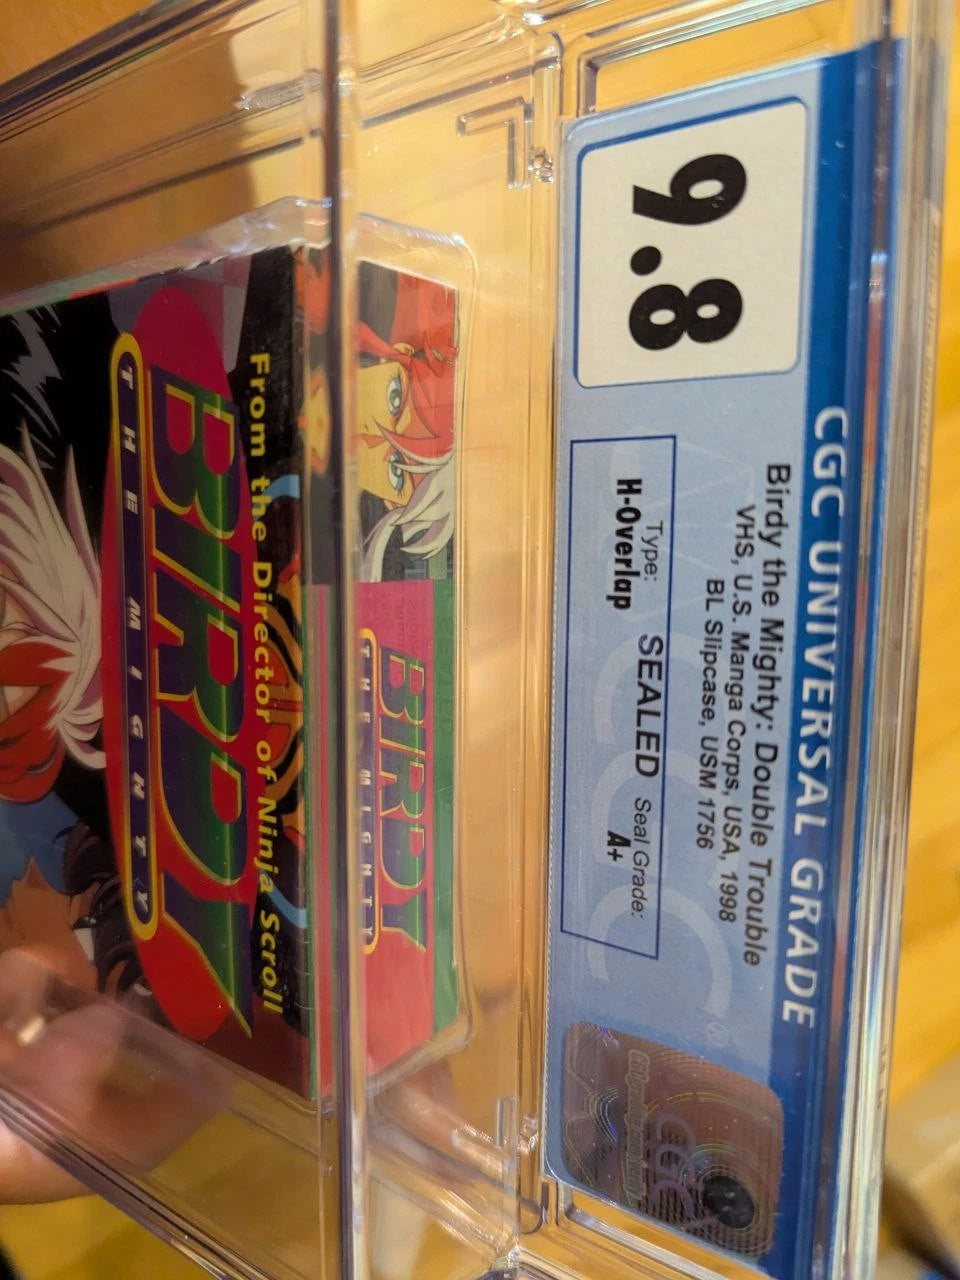 CGC UNIVERSAL GRADE
9.8
Birdy the Mighty: Double Trouble
VHS, U.S. Manga Corps, USA, 1998
BL Slipcase, USM 1756
Type:
H-Overlap
SEALED
Seal Grade:
A+
CGC
BIRDY
THE MIGHTY
From the Director of Ninja Scroll
BIRDY
THE MIGHTY